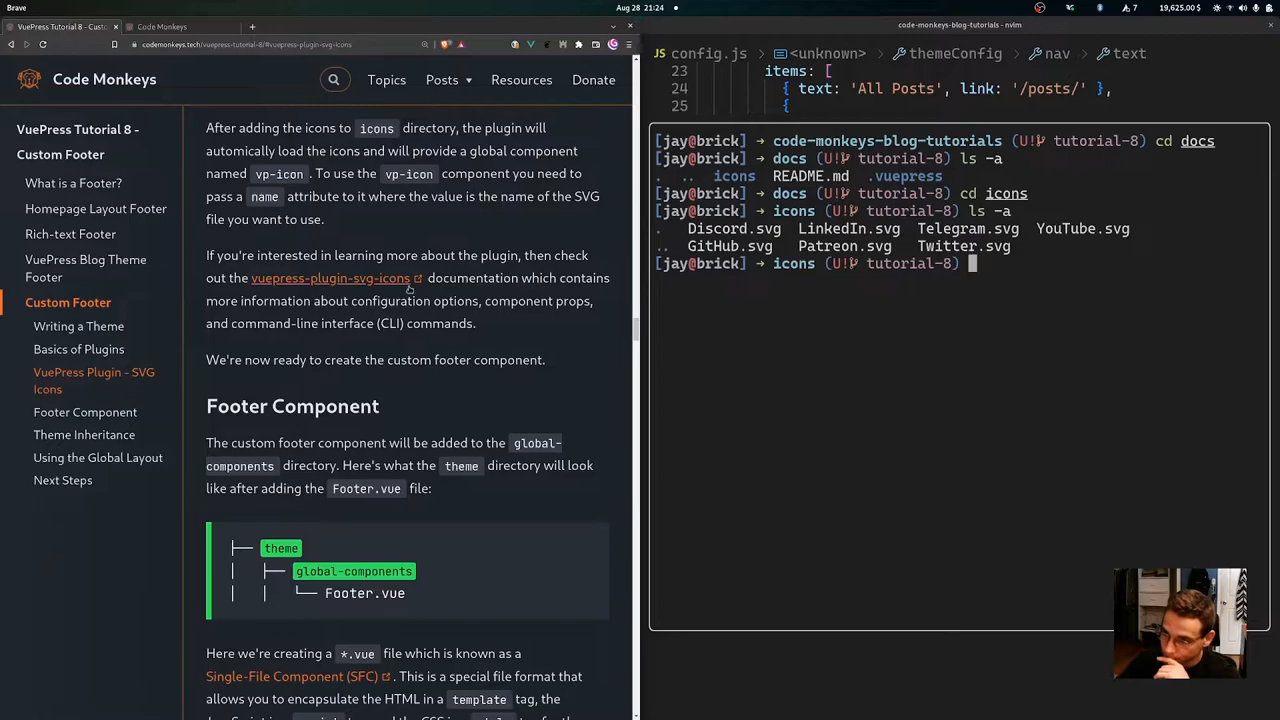 Brave
Aug 28 21:24
7
19,625.00
VuePress Tutorial 8 - Custo
Code Monkeys
codemonkeys.tech/vuepress-tutorial-8/#vuepress-plugin-svg-icons
Code Monkeys
Topics
Posts
Resources
Donate
VuePress Tutorial 8 -
Custom Footer
What is a Footer?
Homepage Layout Footer
Rich-text Footer
VuePress Blog Theme
Footer
Custom Footer
Writing a Theme
Basics of Plugins
VuePress Plugin - SVG
Icons
Footer Component
Theme Inheritance
Using the Global Layout
Next Steps
After adding the icons to icons directory, the plugin will
automatically load the icons and will provide a global component
named vp-icon. To use the vp-icon component you need to
pass a name attribute to it where the value is the name of the SVG
file you want to use.
If you're interested in learning more about the plugin, then check
out the vuepress-plugin-svg-icons documentation which contains
more information about configuration options, component props,
and command-line interface (CLI) commands.
We're now ready to create the custom footer component.
Footer Component
The custom footer component will be added to the global-
components directory. Here's what the theme directory will look
like after adding the Footer.vue file:
├── theme
│ ├── global-components
│ │ └── Footer.vue
Here we're creating a *.vue file which is known as a
Single-File Component (SFC). This is a special file format that
allows you to encapsulate the HTML in a template tag, the
code-monkeys-blog-tutorials - nvim
JS config.js > <unknown> > themeConfig > nav > text
23 items: [
24 { text: 'All Posts', link: '/posts/' },
25 {
[jay@brick] → code-monkeys-blog-tutorials (U! tutorial-8) cd docs
[jay@brick] → docs (U! tutorial-8) ls -a
. .. icons README.md .vuepress
[jay@brick] → docs (U! tutorial-8) cd icons
[jay@brick] → icons (U! tutorial-8) ls -a
. Discord.svg LinkedIn.svg Telegram.svg YouTube.svg
.. GitHub.svg Patreon.svg Twitter.svg
[jay@brick] → icons (U! tutorial-8)